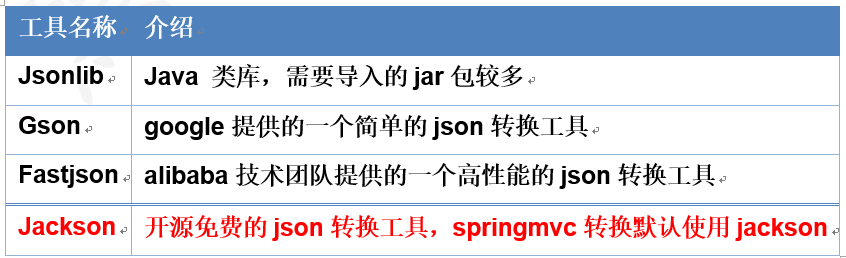 工具名称 介绍
Jsonlib Java 类库，需要导入的 jar 包较多
Gson google 提供的一个简单的 json 转换工具
Fastjson alibaba 技术团队提供的一个高性能的 json 转换工具
Jackson 开源免费的 json 转换工具，springmvc 转换默认使用 jackson